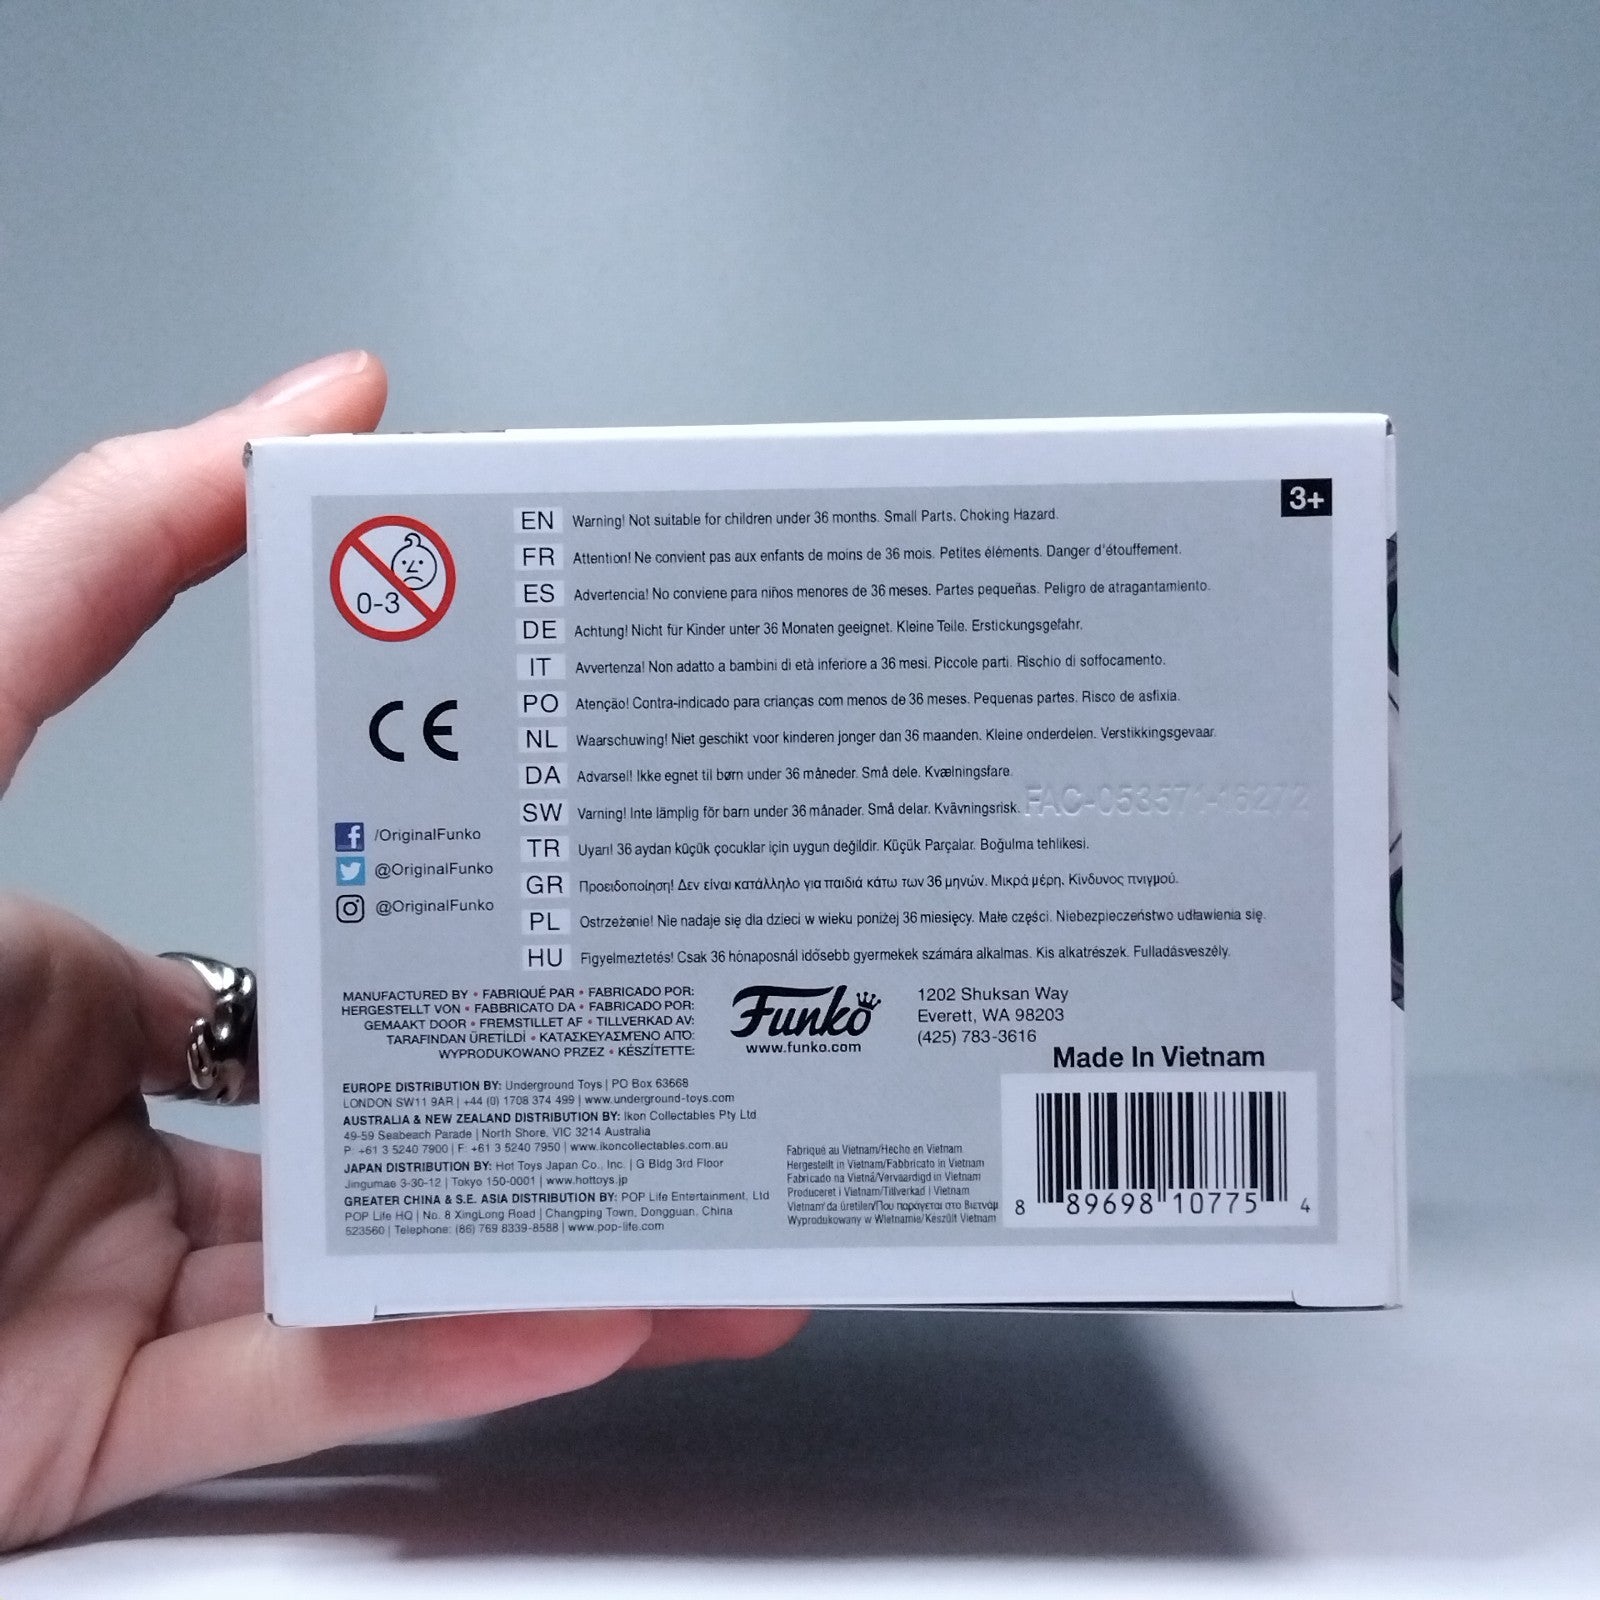 3+
0-3
CE
EN Warning! Not suitable for children under 36 months. Small Parts. Choking Hazard.
FR Attention! Ne convient pas aux enfants de moins de 36 mois. Petites éléments. Danger d'étouffement.
ES Advertencia! No conviene para niños menores de 36 meses. Partes pequeñas. Peligro de atragantamiento.
DE Achtung! Nicht für Kinder unter 36 Monaten geeignet. Kleine Teile. Erstickungsgefahr.
IT Avvertenza! Non adatto a bambini di età inferiore a 36 mesi. Piccole parti. Rischio di soffocamento.
PO Atenção! Contra-indicado para crianças com menos de 36 meses. Pequenas partes. Risco de asfixia.
NL Waarschuwing! Niet geschikt voor kinderen jonger dan 36 maanden. Kleine onderdelen. Verstikkingsgevaar.
DA Advarsel! Ikke egnet til børn under 36 måneder. Små dele. Kvælningsfare.
SW Varning! Inte lämplig för barn under 36 månader. Små delar. Kvävningsrisk.
FAC-053571-16272
TR Uyarı! 36 aydan küçük çocuklar için uygun değildir. Küçük Parçalar. Boğulma tehlikesi.
GR Προειδοποίηση! Δεν είναι κατάλληλο για παιδιά κάτω των 36 μηνών. Μικρά μέρη. Κίνδυνος πνιγμού.
PL Ostrzeżenie! Nie nadaje się dla dzieci w wieku poniżej 36 miesięcy. Małe części. Niebezpieczeństwo udławienia się.
HU Figyelmeztetés! Csak 36 hónaposnál idősebb gyermekek számára alkalmas. Kis alkatrészek. Fulladásveszély.
/OriginalFunko
@OriginalFunko
@OriginalFunko
MANUFACTURED BY • FABRIQUÉ PAR • FABRICADO POR:
HERGESTELLT VON • FABBRICATO DA • FABRICADO POR:
GEMAAKT DOOR • FREMSTILLET AF • TILLVERKAD AV:
TARAFINDAN ÜRETİLDİ • ΚΑΤΑΣΚΕΥΑΣΜΈΝΟ ΑΠΌ:
WYPRODUKOWANO PRZEZ • KÉSZÍTETTE:
Funko
www.funko.com
1202 Shuksan Way
Everett, WA 98203
(425) 783-3616
Made In Vietnam
EUROPE DISTRIBUTION BY: Underground Toys | PO Box 63668
LONDON SW11 9AR | +44 (0) 1708 374 499 | www.underground-toys.com
AUSTRALIA & NEW ZEALAND DISTRIBUTION BY: Ikon Collectables Pty Ltd
49-59 Seabeach Parade | North Shore, VIC 3214 Australia
P: +61 3 5240 7900 | F: +61 3 5240 7950 | www.ikoncollectables.com.au
JAPAN DISTRIBUTION BY: Hot Toys Japan Co., Inc. | G Bldg 3rd Floor
Jingumae 3-30-12 | Tokyo 150-0001 | www.hottoys.jp
GREATER CHINA & S.E. ASIA DISTRIBUTION BY: POP Life Entertainment, Ltd
POP Life HQ | No. 8 XingLong Road | Changping Town, Dongguan, China
523560 | Telephone: (86) 769 8339-8588 | www.pop-life.com
Fabriqué au Vietnam/Hecho en Vietnam
Hergestellt in Vietnam/Fabbricato in Vietnam
Fabricado na Vietnã/Vervaardigd in Vietnam
Produceret i Vietnam/Tillverkad i Vietnam
Vietnam'da üretilen/Που παράγεται στο Βιετνάμ
Wyprodukowany w Wietnamie/Készült Vietnam
8 89698 10775 4